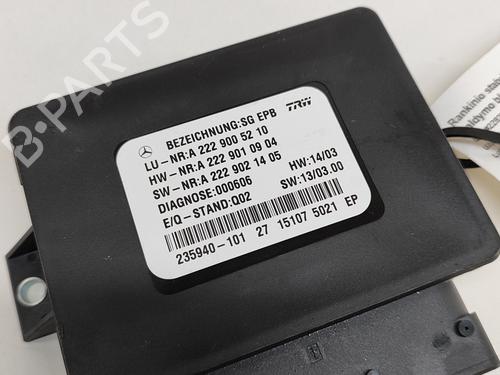 B-PARTS
BEZEICHNUNG:SG EPB TRW
LU-NR:A 222 900 52 10
HW-NR:A 222 901 09 04
SW-NR:A 222 902 14 05
DIAGNOSE:000606 HW:14/03
E/Q-STAND:Q02 SW:13/03.00
235940-101 27 15107 5021 EP
Rankinio